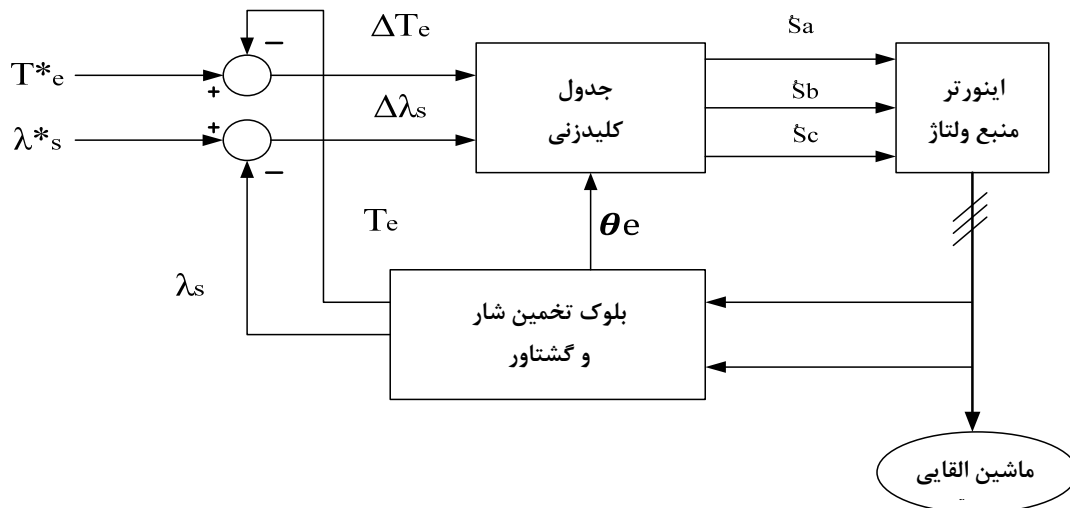 T*e
λ*s
ΔTe
Δλs
جدول
کلیدزنی
Sa
Sb
Sc
اینورتر
منبع ولتاژ
Te
θe
λs
بلوک تخمین شار
و گشتاور
ماشین القایی